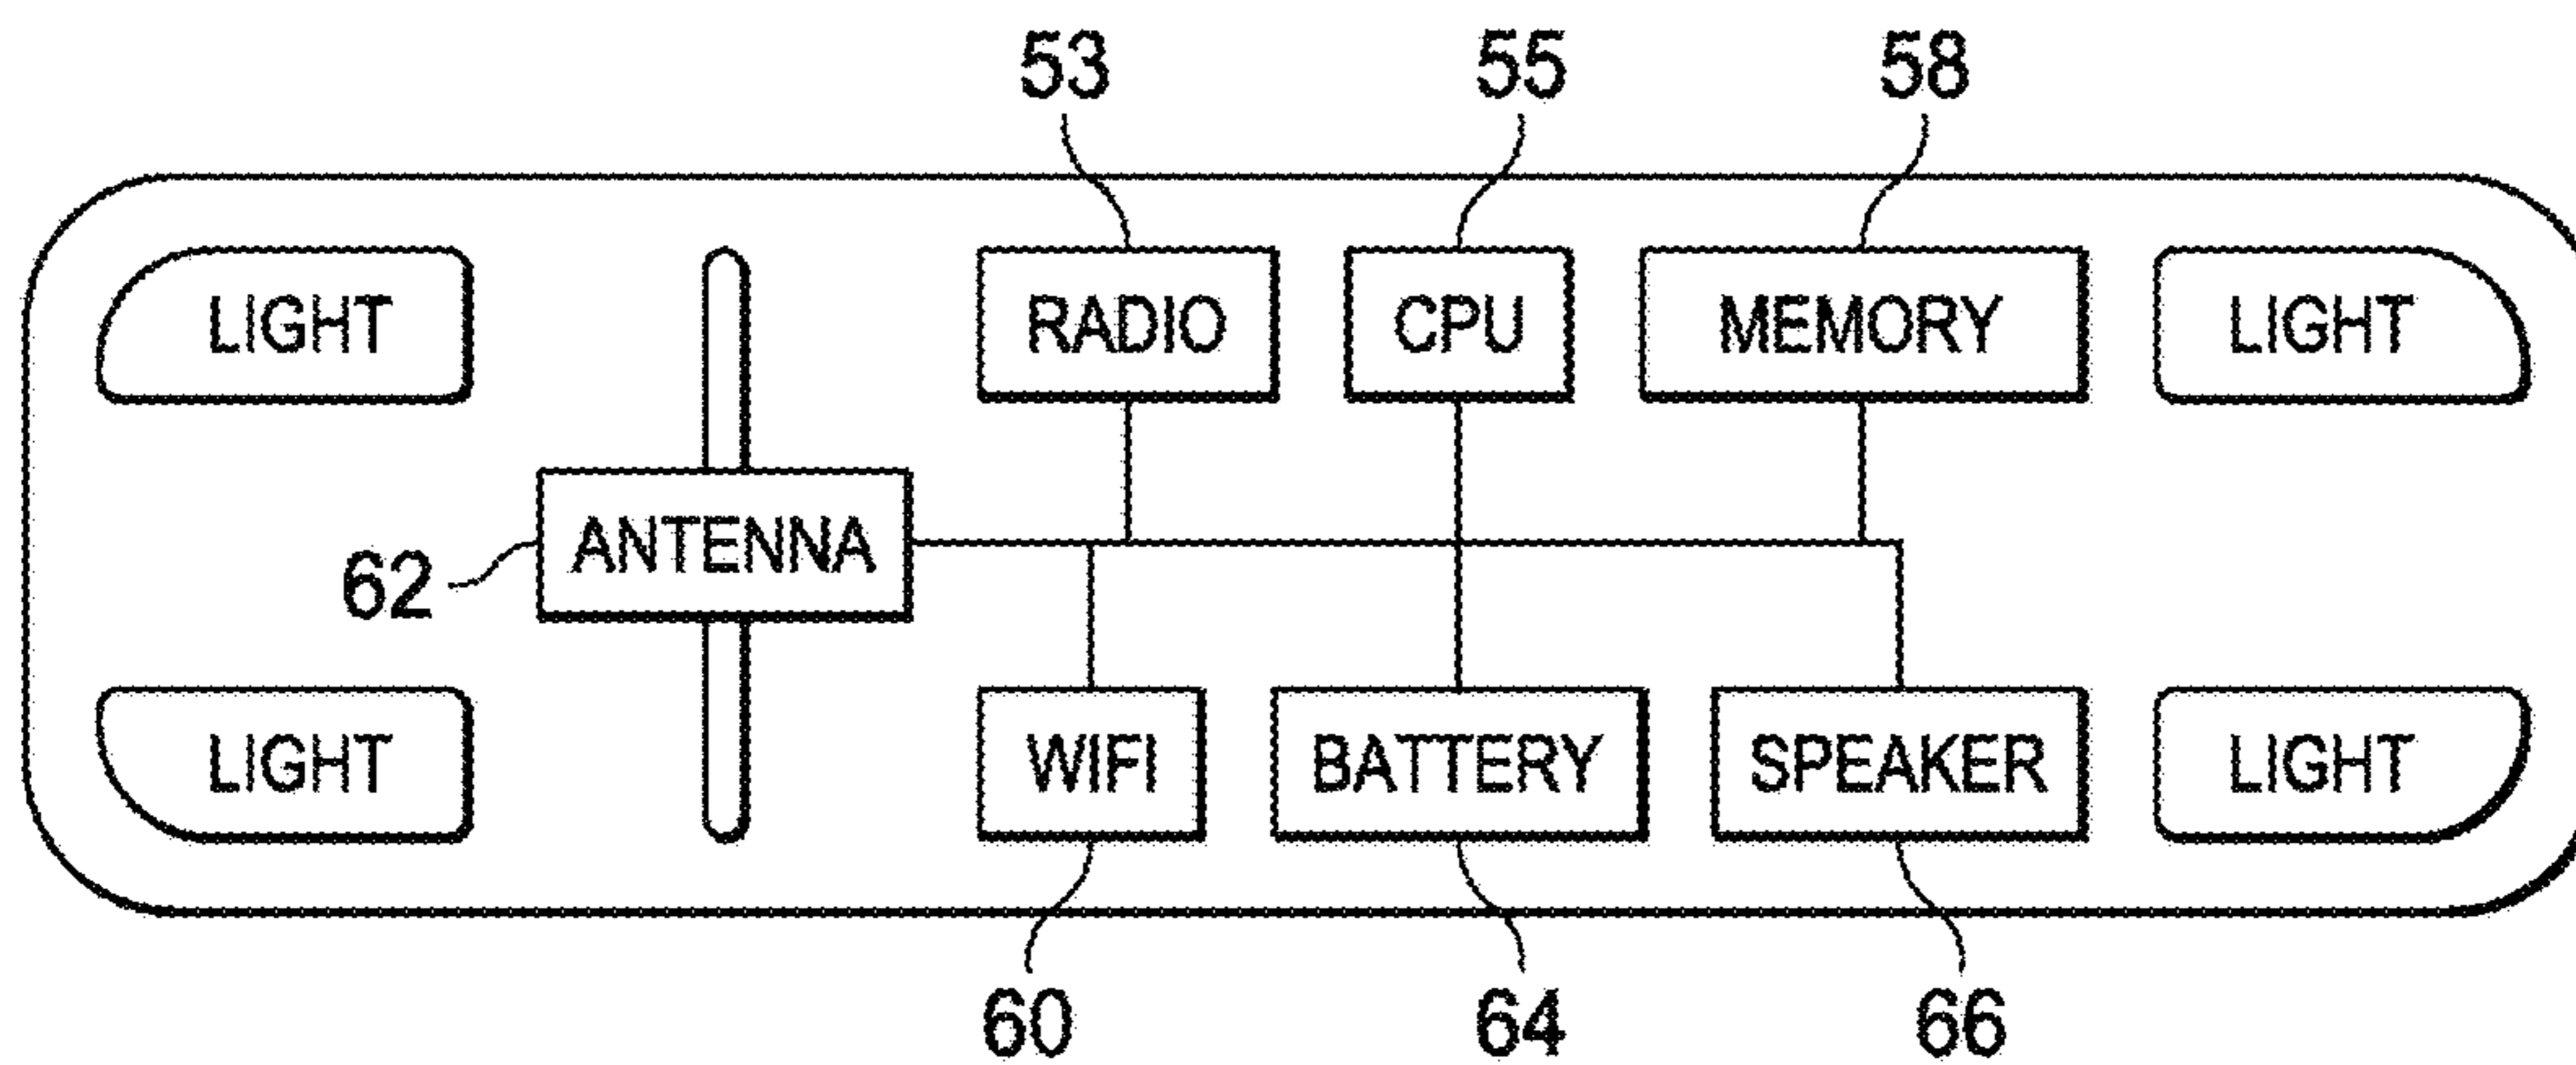 53 55 58
LIGHT RADIO CPU MEMORY LIGHT
62 ANTENNA
LIGHT WIFI BATTERY SPEAKER LIGHT
60 64 66